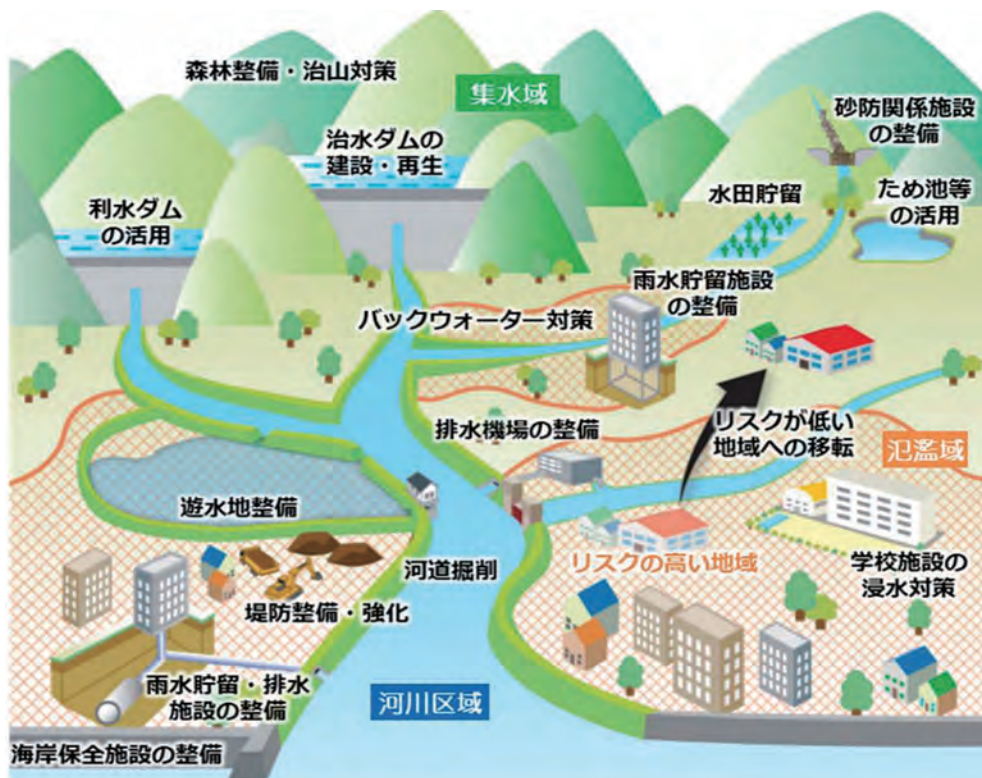 森林整備・治山対策
集水域
砂防関係施設
の整備
治水ダムの
建設・再生
水田貯留
ため池等
の活用
利水ダム
の活用
雨水貯留施設
の整備
バックウォーター対策
リスクが低い
地域への移転
排水機場の整備
氾濫域
遊水地整備
リスクの高い地域
学校施設の
浸水対策
河道掘削
堤防整備・強化
雨水貯留・排水
施設の整備
河川区域
海岸保全施設の整備